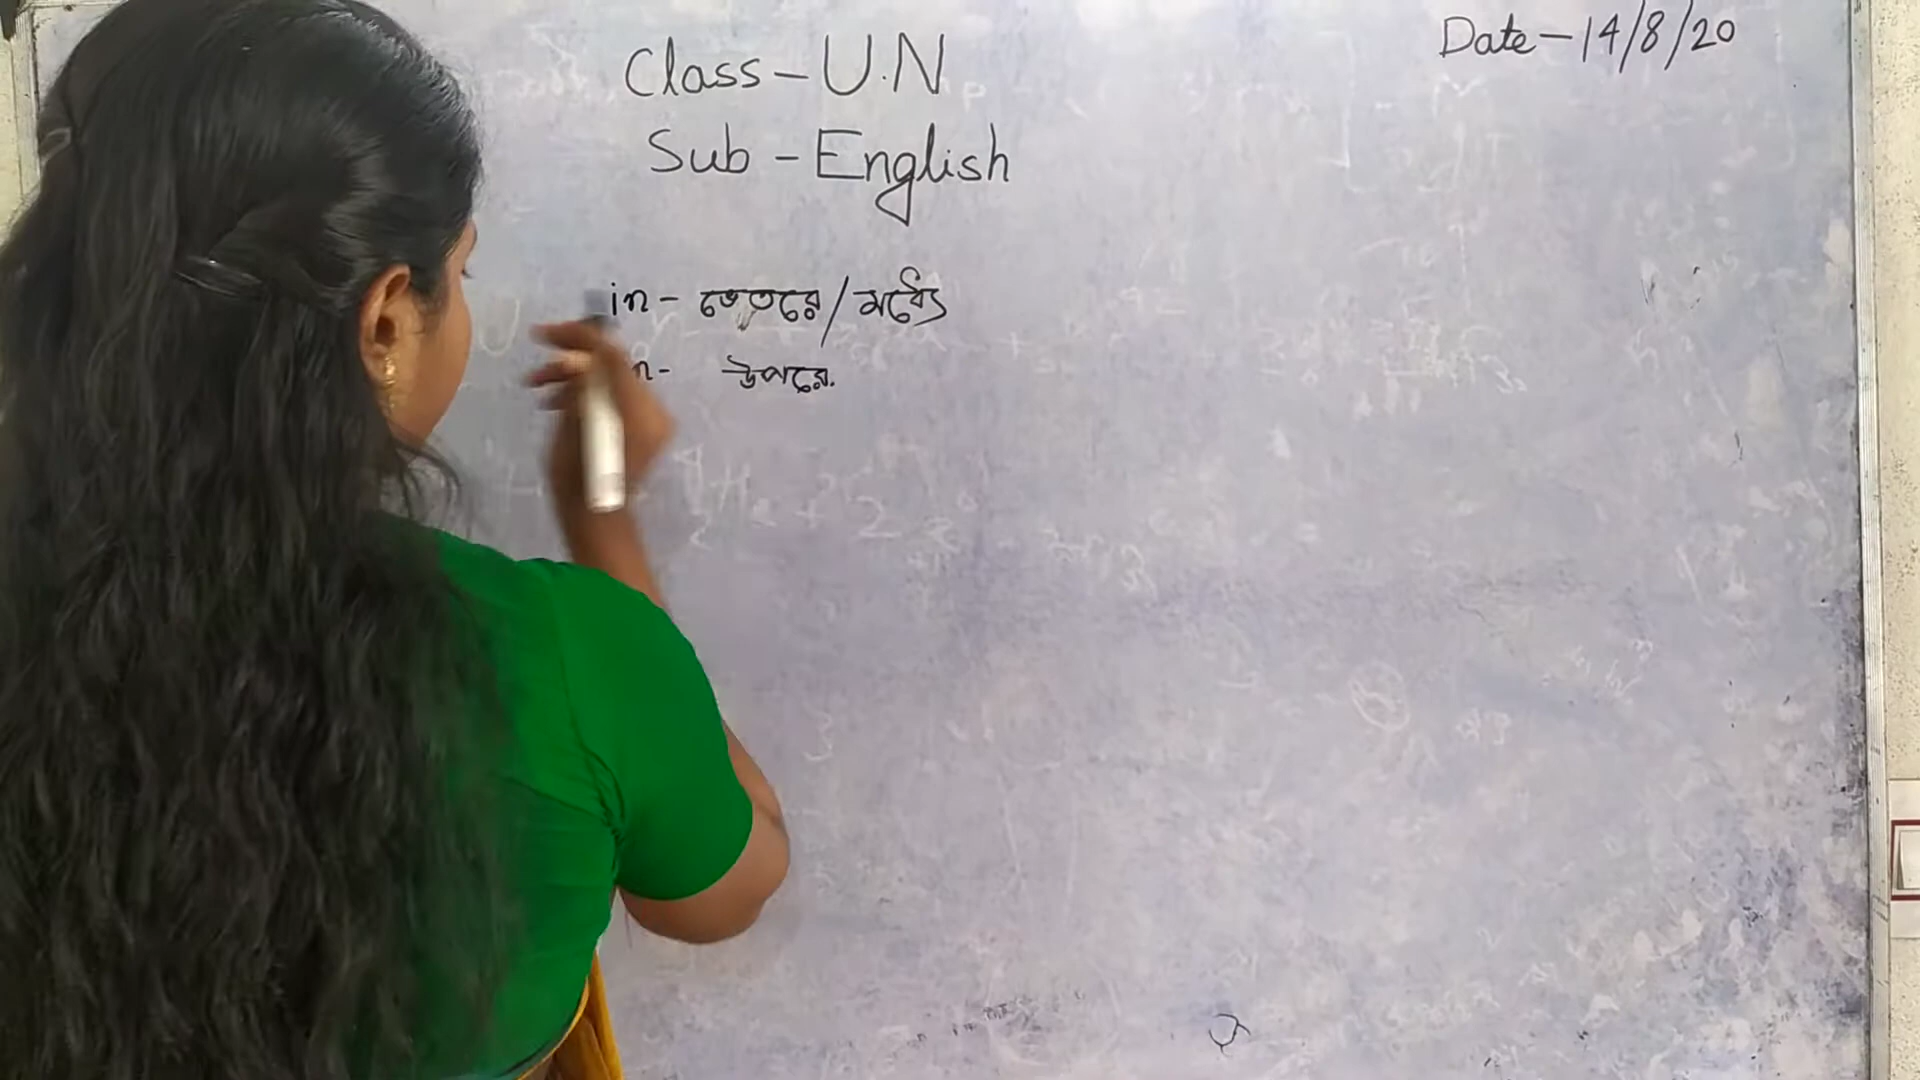 Date-14/8/20
Class-U.N
Sub-English
in- ভেতরে/মধ্যে
n- উপরে.